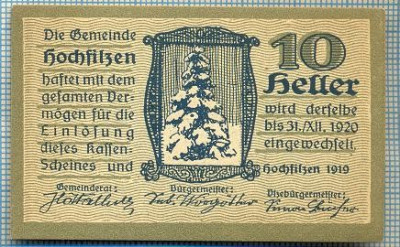 Die Gemeinde
Hochfilzen
haftet mit dem
gesamten Ver-
mögen für die
Einlösung
dieses Kassen-
Scheines und
10
Heller
wird derselbe
bis 31./XII. 1920
eingewechselt.
Hochfilzen 1919
Gemeinderat:
Bürgermeister:
Vizebürgermeister: